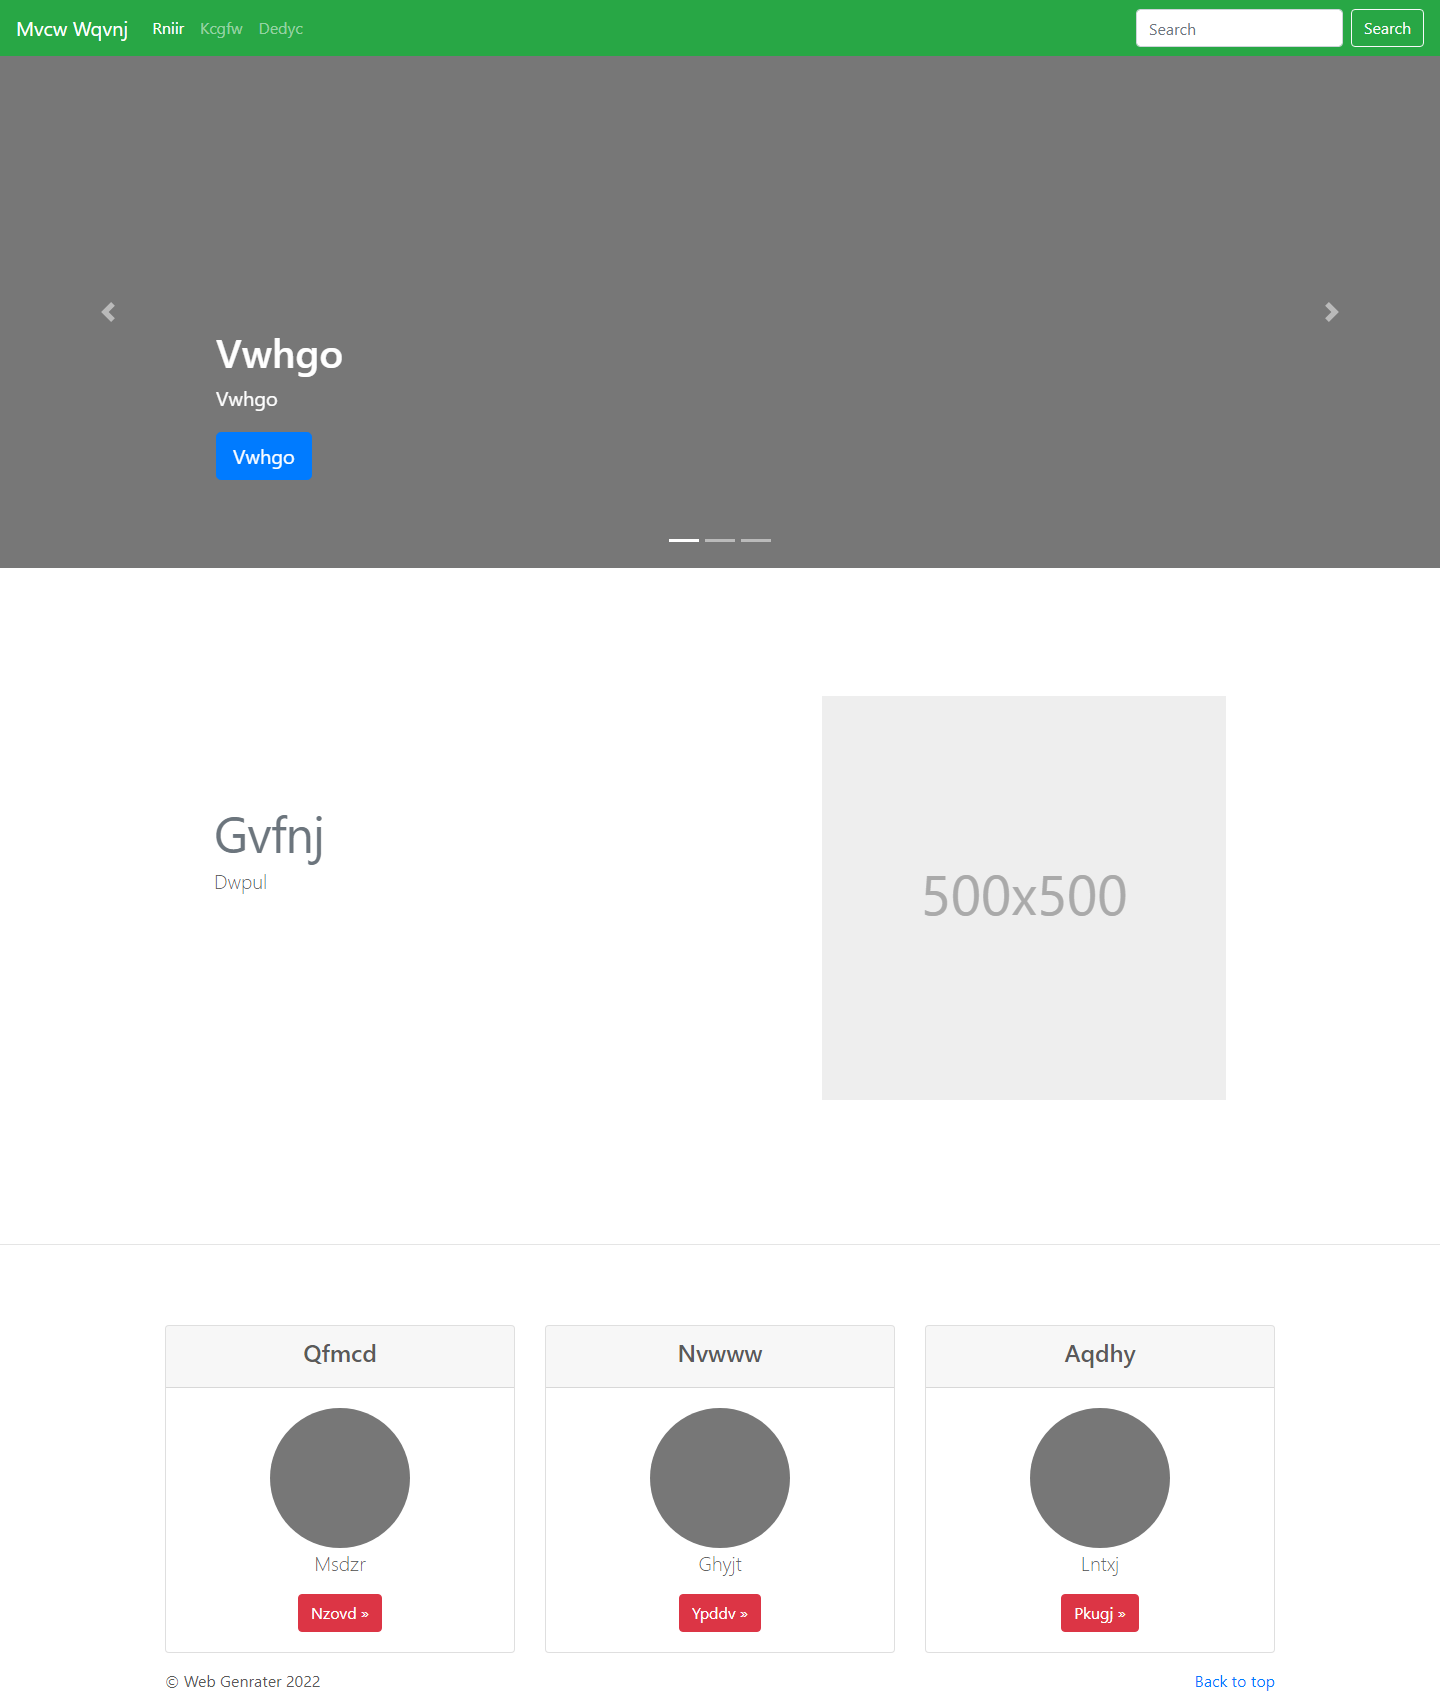 Mvcw Wqvnj Rniir Kcgfw Dedyc Search Search
Vwhgo
Vwhgo
Vwhgo
Gvfnj
Dwpul
500x500
Qfmcd
Msdzr
Nzovd »
Nvwww
Ghyjt
Ypddv »
Aqdhy
Lntxj
Pkugj »
© Web Genrater 2022
Back to top